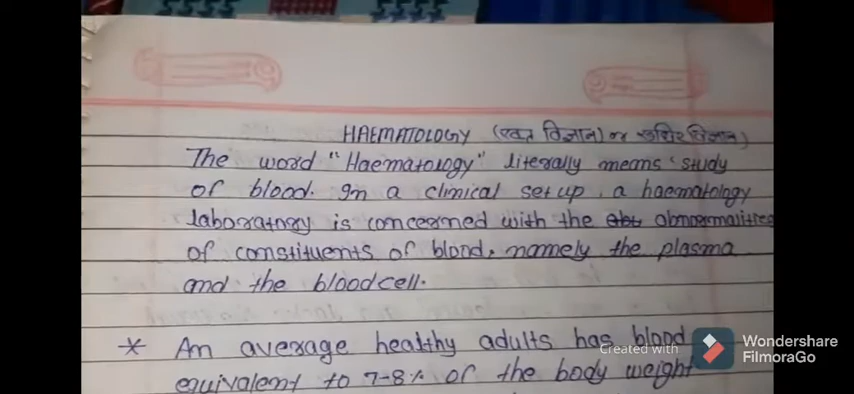 HAEMATOLOGY (रक्त विज्ञान) or रुधिर विज्ञान)
The word "Haematology" literally means 'study
of blood. In a clinical set up, a haematology
laboratory is concerned with the abnormalities
of constituents of blood, namely the plasma
and the bloodcell.
* An average healthy adults has blood
equivalent to 7-8% of the body weight
Created with
Wondershare
FilmoraGo